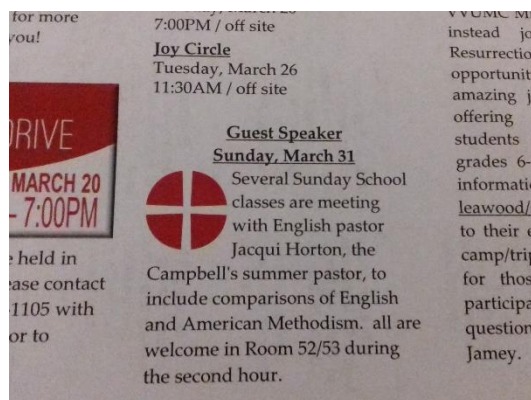 for more
you!
DRIVE
MARCH 20
- 7:00PM
held in
ease contact
-1105 with
or to
7:00PM / off site
Joy Circle
Tuesday, March 26
11:30AM / off site
Guest Speaker
Sunday, March 31
Several Sunday School
classes are meeting
with English pastor
Jacqui Horton, the
Campbell's summer pastor, to
include comparisons of English
and American Methodism. all are
welcome in Room 52/53 during
the second hour.
instead
Resurrectio
opportunit
amazing
offering
students
grades 6-
informati
leawood/
to their
camp/trip
for thos
participa
question
Jamey.